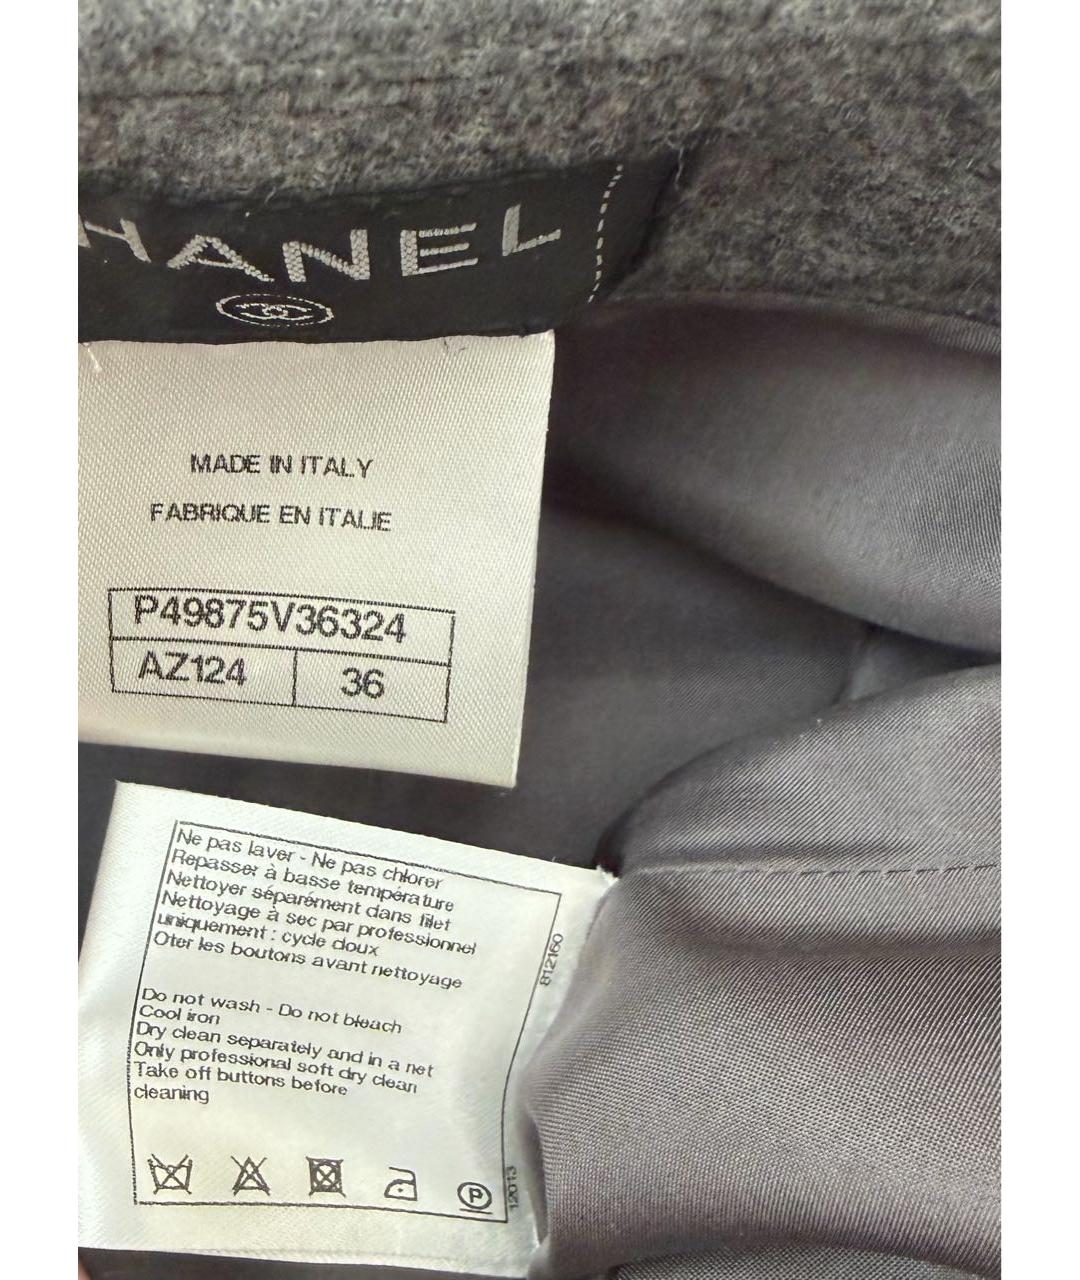 HANEL
MADE IN ITALY
FABRIQUE EN ITALIE
P49875V36324
AZ124 36
Ne pas laver - Ne pas chlorer
Repasser à basse température
Nettoyer séparément dans filet
Nettoyage à sec par professionnel
uniquement : cycle doux
Oter les boutons avant nettoyage
Do not wash - Do not bleach
Cool iron
Dry clean separately and in a net
Only professional soft dry clean
Take off buttons before
cleaning
P
812160
12013